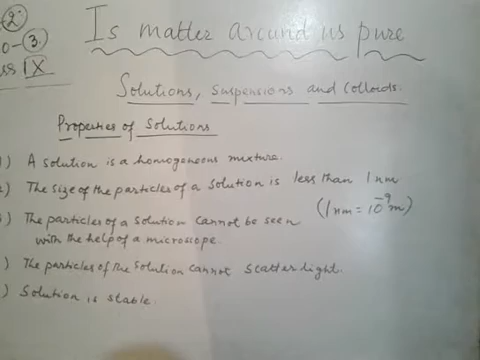 2.
Is matter around us pure
0-3.
ss IX
Solutions, suspensions and colloids.
Properties of Solutions
1) A solution is a homogeneous mixture.
2) The size of the particles of a solution is less than 1nm
(1nm = 10⁻⁹m)
) The particles of a solution cannot be seen
with the help of a microscope.
) The particles of the solution cannot scatter light.
) Solution is stable.